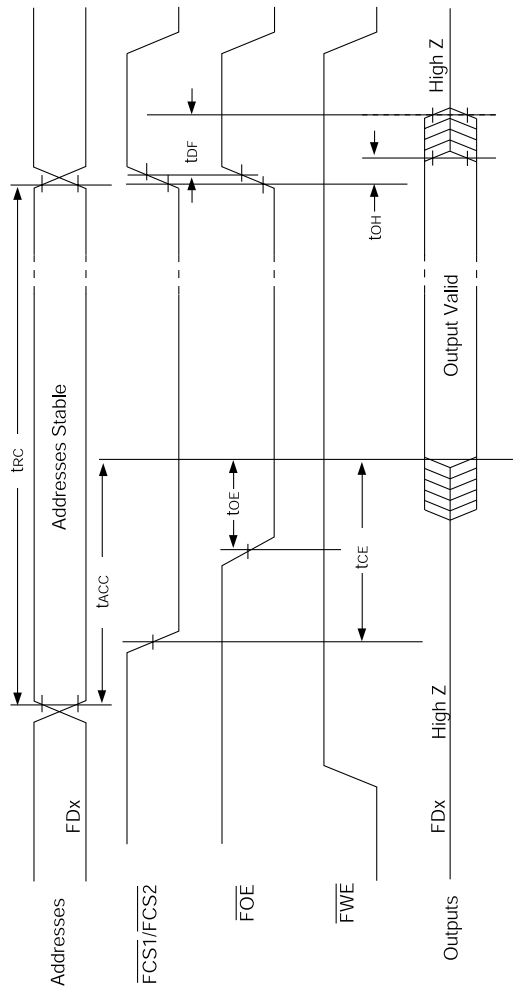 tRC
Addresses
FDx
Addresses Stable
tACC
FCS1/FCS2
tDF
FOE
tOE
tOH
FWE
tCE
Outputs
FDx
High Z
Output Valid
High Z